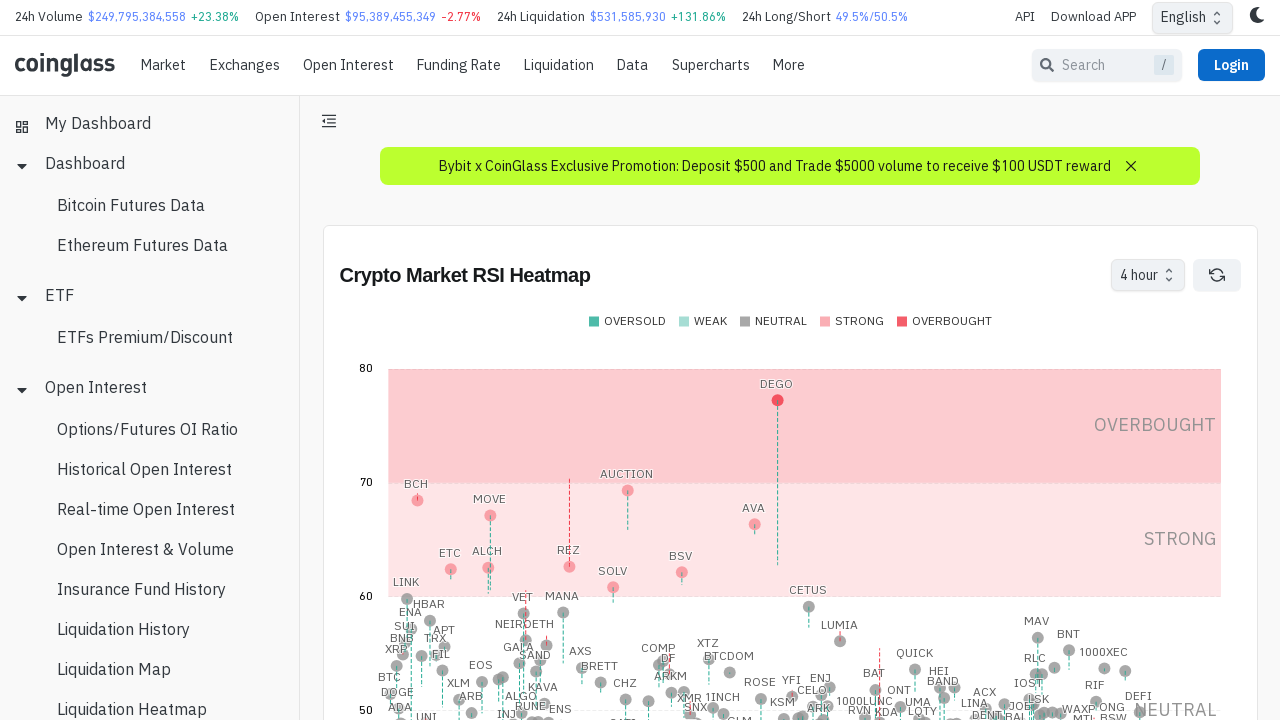 24h Volume $249,795,384,558 +23.38% Open Interest $95,389,455,349 -2.77% 24h Liquidation $531,585,930 +131.86% 24h Long/Short 49.5%/50.5% API Download APP English
coinglass Market Exchanges Open Interest Funding Rate Liquidation Data Supercharts More Search / Login
My Dashboard
Dashboard
Bitcoin Futures Data
Ethereum Futures Data
ETF
ETFs Premium/Discount
Open Interest
Options/Futures OI Ratio
Historical Open Interest
Real-time Open Interest
Open Interest & Volume
Insurance Fund History
Liquidation History
Liquidation Map
Liquidation Heatmap
Bybit x CoinGlass Exclusive Promotion: Deposit $500 and Trade $5000 volume to receive $100 USDT reward
Crypto Market RSI Heatmap 4 hour
OVERSOLD WEAK NEUTRAL STRONG OVERBOUGHT
80
DEGO
OVERBOUGHT
AUCTION
70 BCH
MOVE
AVA
STRONG
ETC ALCH REZ BSV
SOLV
LINK CETUS
60
HBAR VET MANA
ENA
SUI NEIROETH LUMIA MAV
APT
BNB TRX BNT
XRP GALA COMP XTZ
FIL SAND AXS DF BTCDOM QUICK RLC 1000XEC
EOS BRETT
BTC ARKM ROSE YFI ENJ BAT HEI
XLM KAVA CHZ BAND IOST RIF
DOGE ARB ALGO XMR 1INCH CELO ONT ACX
ADA RUNE ENS SNX KSM ARK 1000LUNC UMA LINA JOE LSK DEFI
50 RVN KDA LOTY WAXP ONG NEUTRAL
UNI INJ GLM DENT BAL MTL BSW